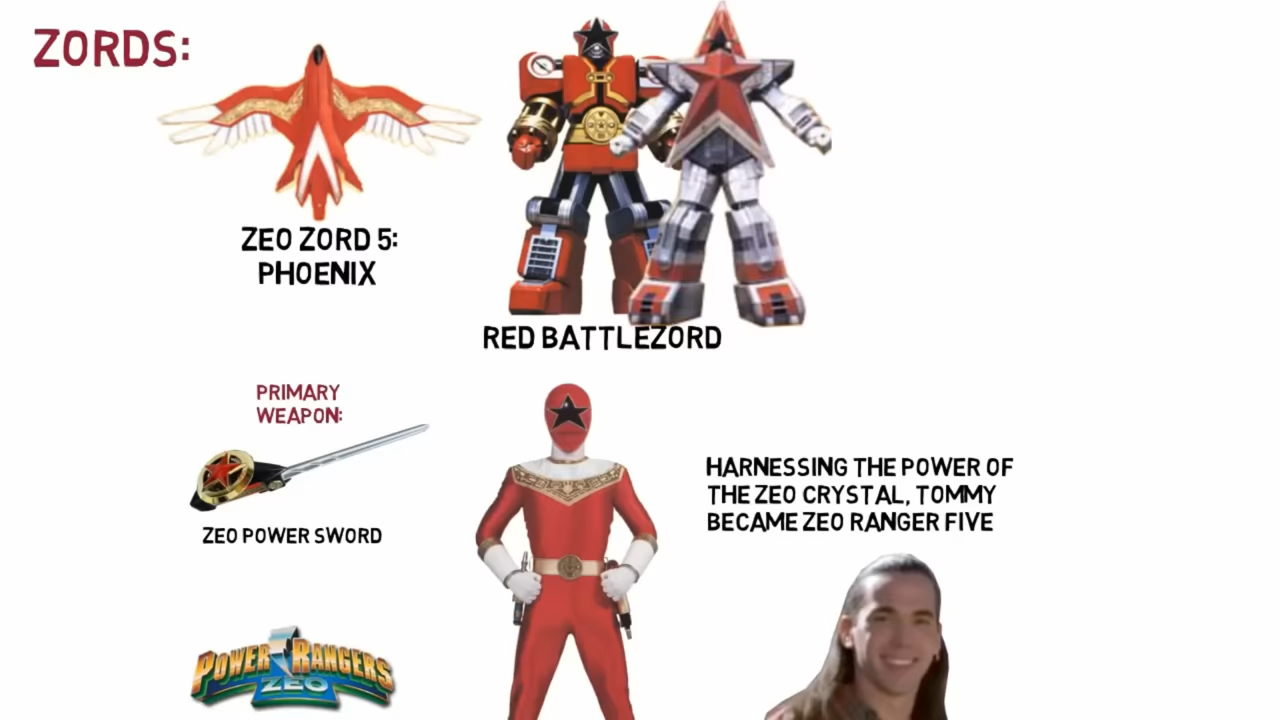 ZORDS:
ZEO ZORD 5:
PHOENIX
RED BATTLEZORD
PRIMARY
WEAPON:
ZEO POWER SWORD
HARNESSING THE POWER OF
THE ZEO CRYSTAL, TOMMY
BECAME ZEO RANGER FIVE
POWER RANGERS
ZEO